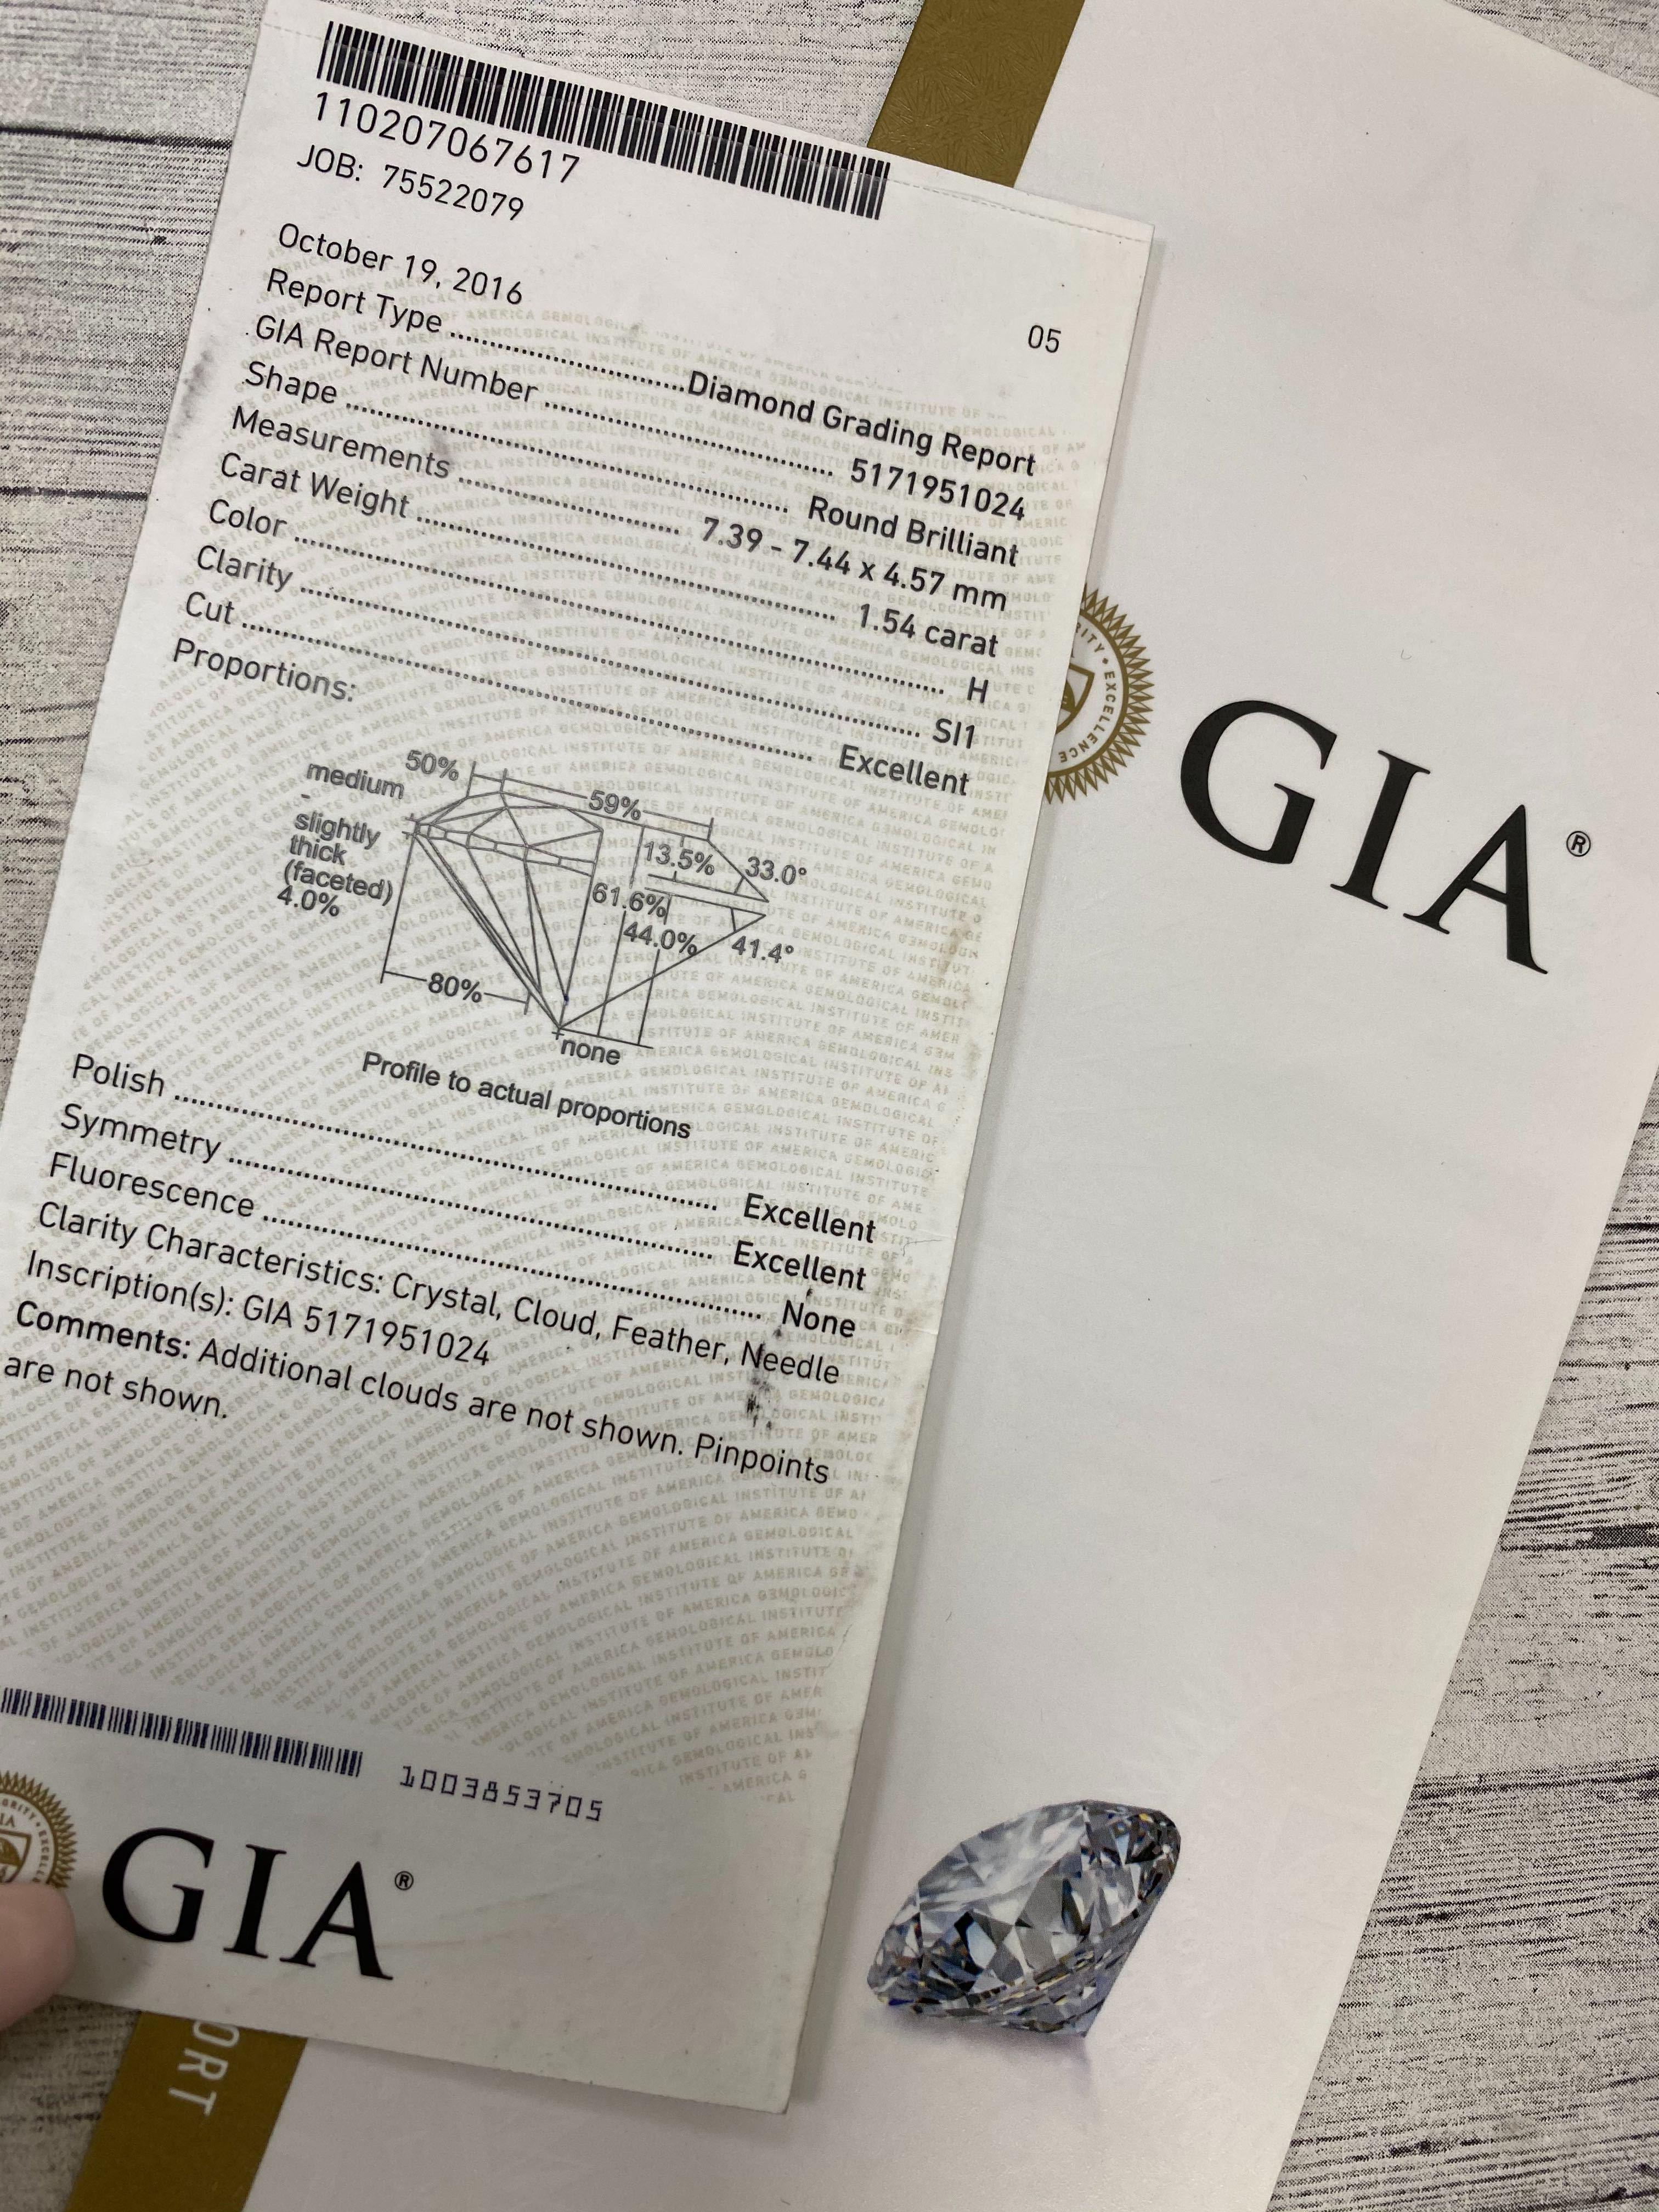 110207067617
JOB: 75522079
October 19, 2016
05
Report Type ........ Diamond Grading Report
GIA Report Number ........ 5171951024
Shape ........ Round Brilliant
Measurements ........ 7.39 - 7.44 x 4.57 mm
Carat Weight ........ 1.54 carat
Color ........ H
Clarity ........ SI1
Cut ........ Excellent
Proportions:
50%
59%
medium
-
slightly
thick
(faceted)
4.0%
13.5%
33.0°
61.6%
44.0%
41.4°
80%
none
Profile to actual proportions
Polish ........ Excellent
Symmetry ........ Excellent
Fluorescence ........ None
Clarity Characteristics: Crystal, Cloud, Feather, Needle
Inscription(s): GIA 5171951024
Comments: Additional clouds are not shown. Pinpoints
are not shown.
1003853705
GIA®
GIA®
EXCELLENCE
ORT